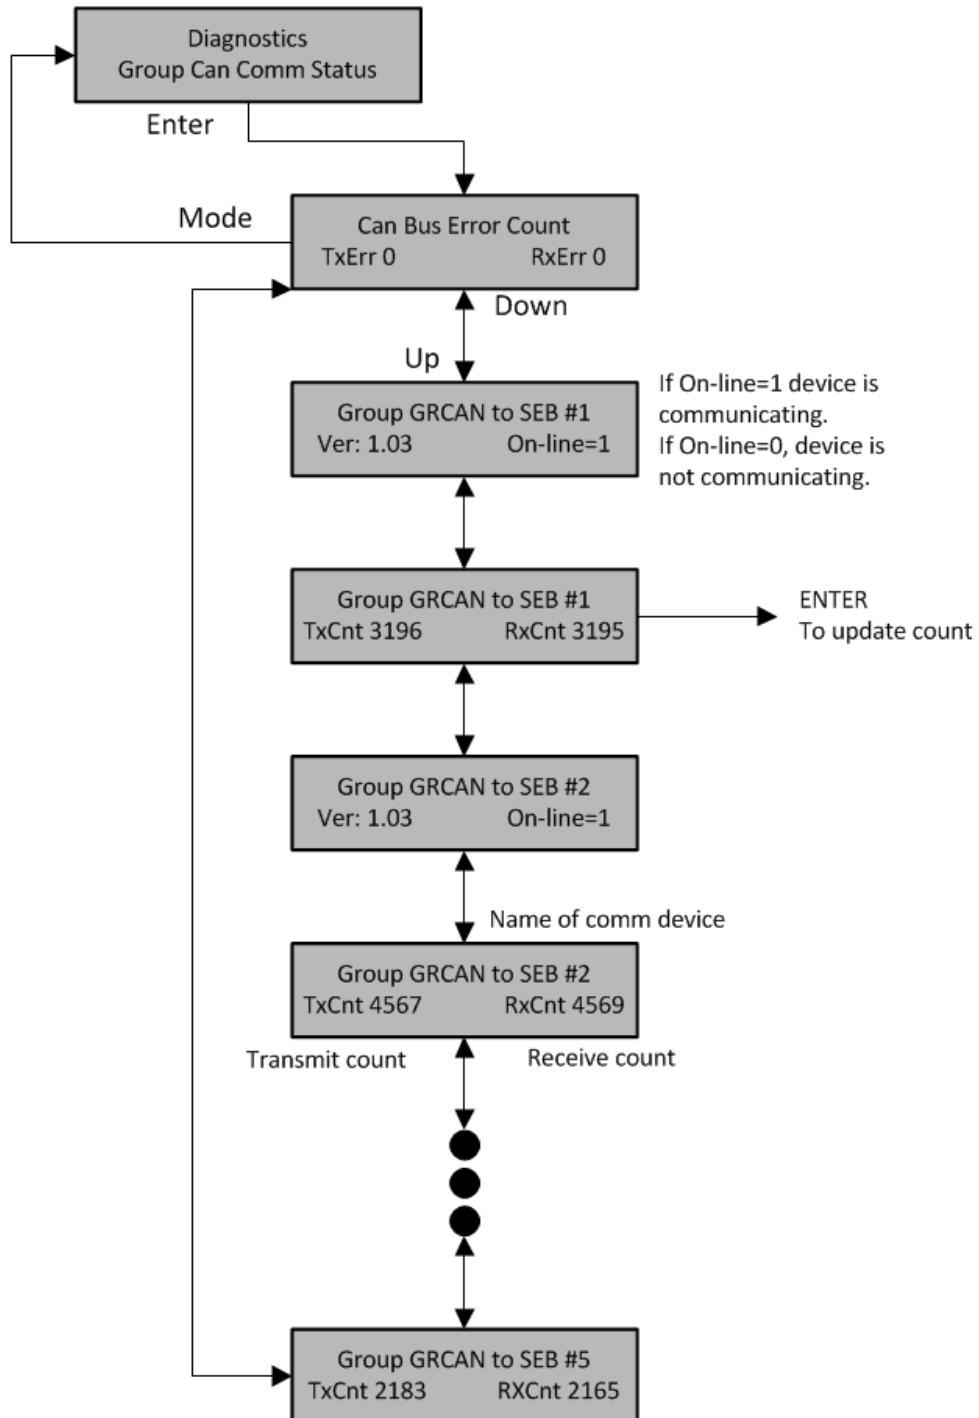 Diagnostics
Group Can Comm Status
Enter
Mode
Can Bus Error Count
TxErr 0 RxErr 0
Down
Up
Group GRCAN to SEB #1
Ver: 1.03 On-line=1
If On-line=1 device is
communicating.
If On-line=0, device is
not communicating.
Group GRCAN to SEB #1
TxCnt 3196 RxCnt 3195
ENTER
To update count
Group GRCAN to SEB #2
Ver: 1.03 On-line=1
Name of comm device
Group GRCAN to SEB #2
TxCnt 4567 RxCnt 4569
Transmit count
Receive count
Group GRCAN to SEB #5
TxCnt 2183 RXCnt 2165